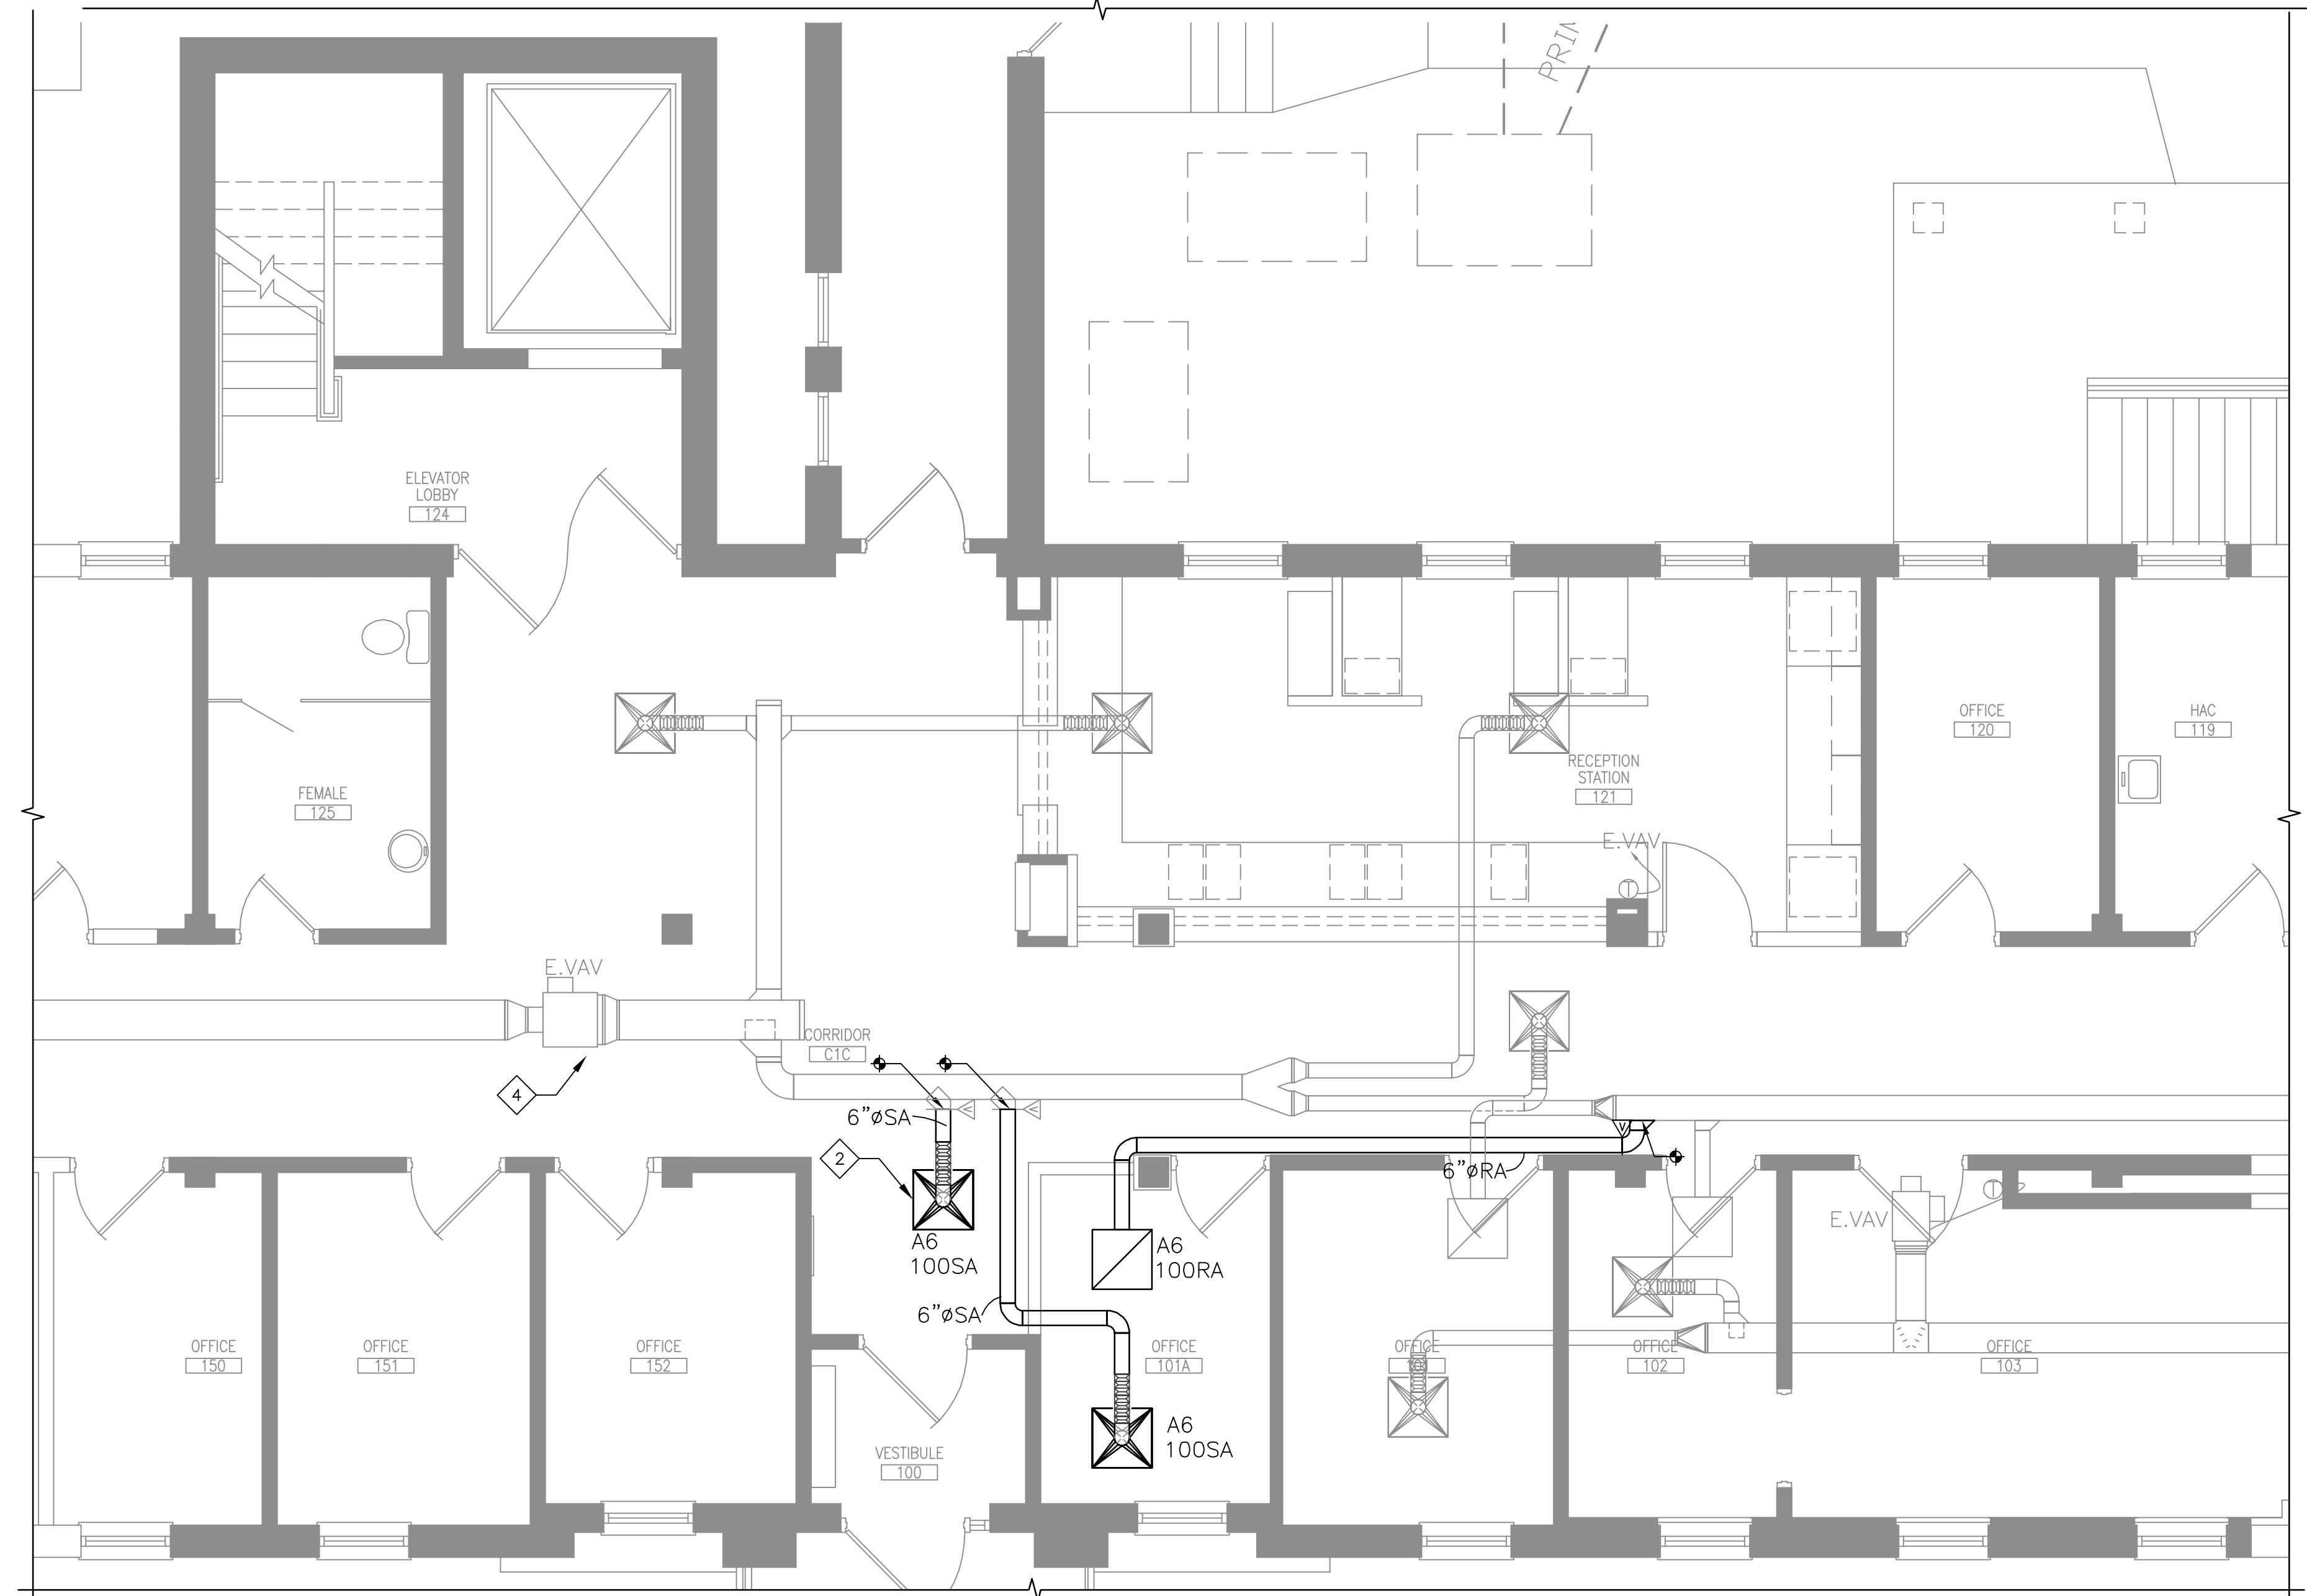 PRIM
ELEVATOR
LOBBY
124
FEMALE
125
OFFICE
120
HAC
119
RECEPTION
STATION
121
E.VAV
E.VAV
CORRIDOR
C1C
4
6"øSA
2
6"øRA
A6
100SA
A6
100RA
E.VAV
6"øSA
OFFICE
150
OFFICE
151
OFFICE
152
OFFICE
101A
OFFICE
OFFICE
102
OFFICE
103
A6
100SA
VESTIBULE
100